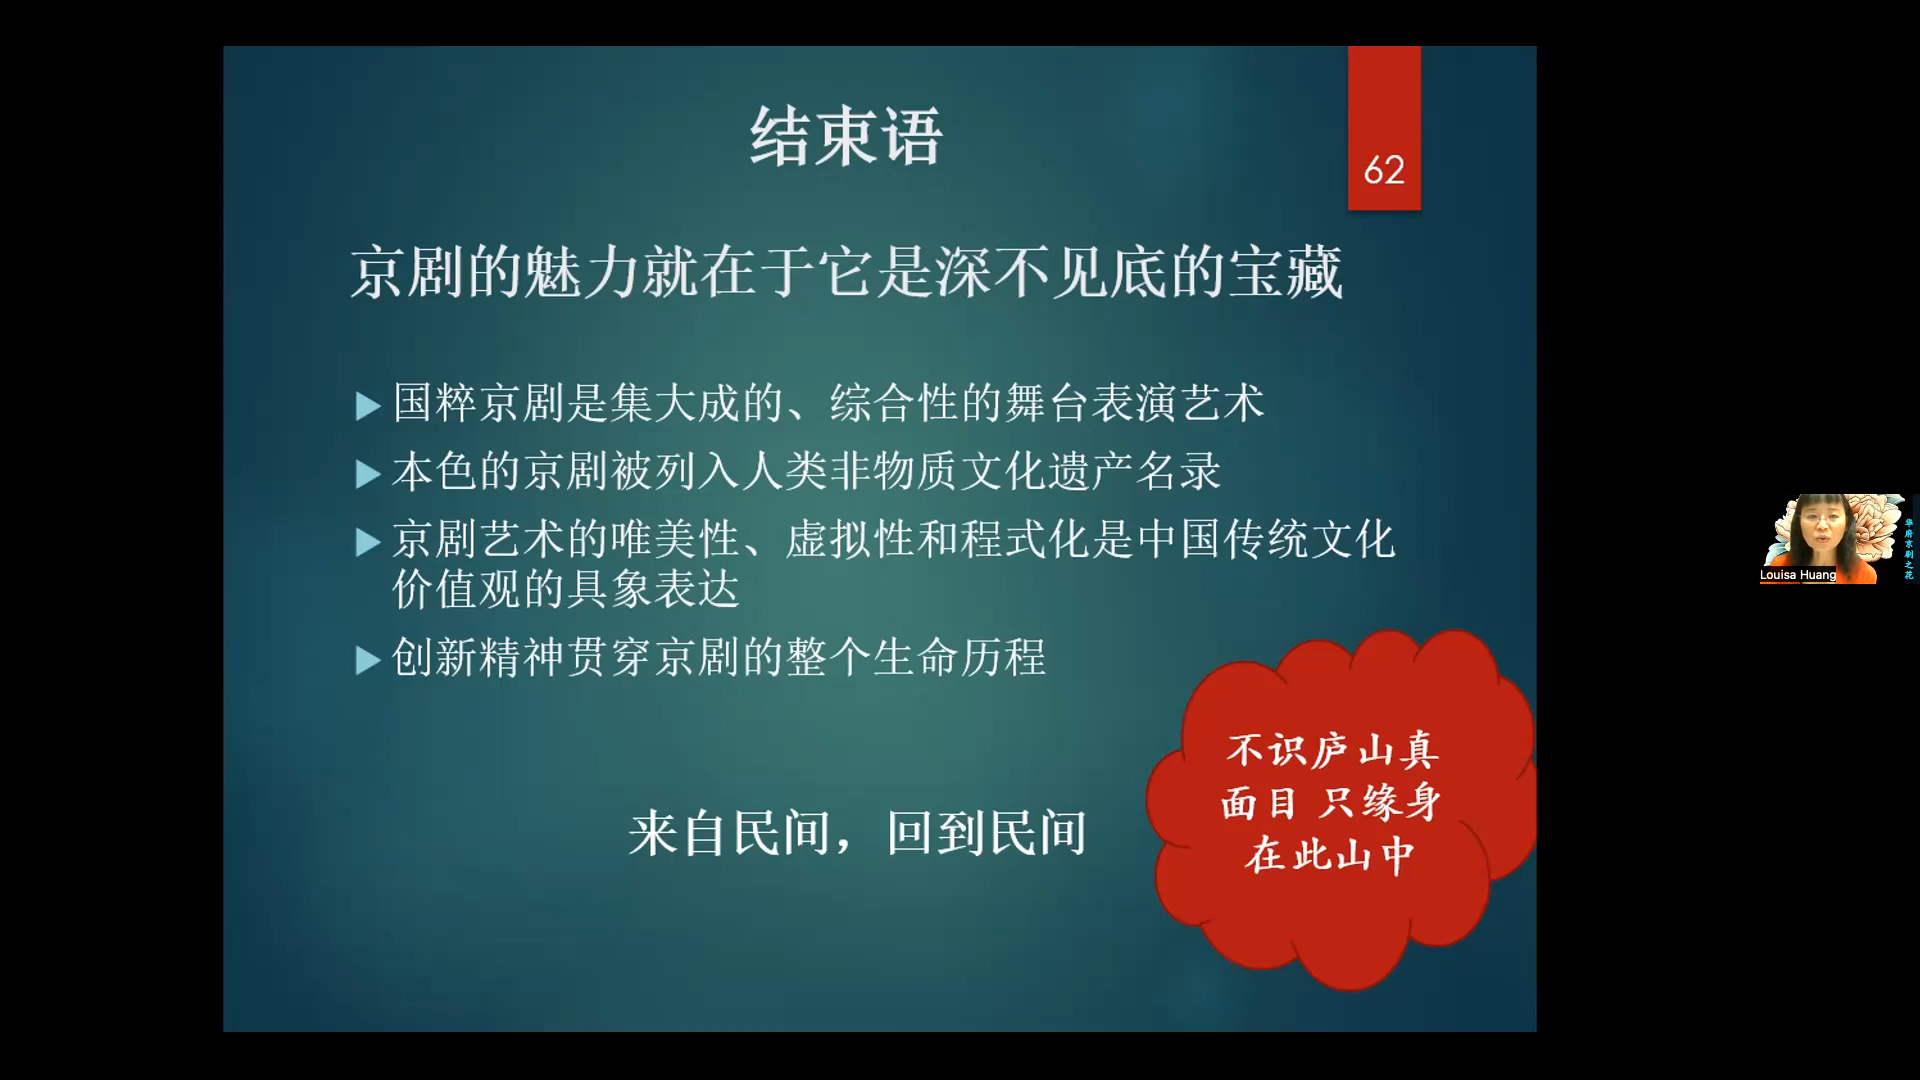 结束语
62
京剧的魅力就在于它是深不见底的宝藏
国粹京剧是集大成的、综合性的舞台表演艺术
本色的京剧被列入人类非物质文化遗产名录
京剧艺术的唯美性、虚拟性和程式化是中国传统文化
价值观的具象表达
创新精神贯穿京剧的整个生命历程
来自民间，回到民间
不识庐山真
面目 只缘身
在此山中
华府京剧之花
Louisa Huang